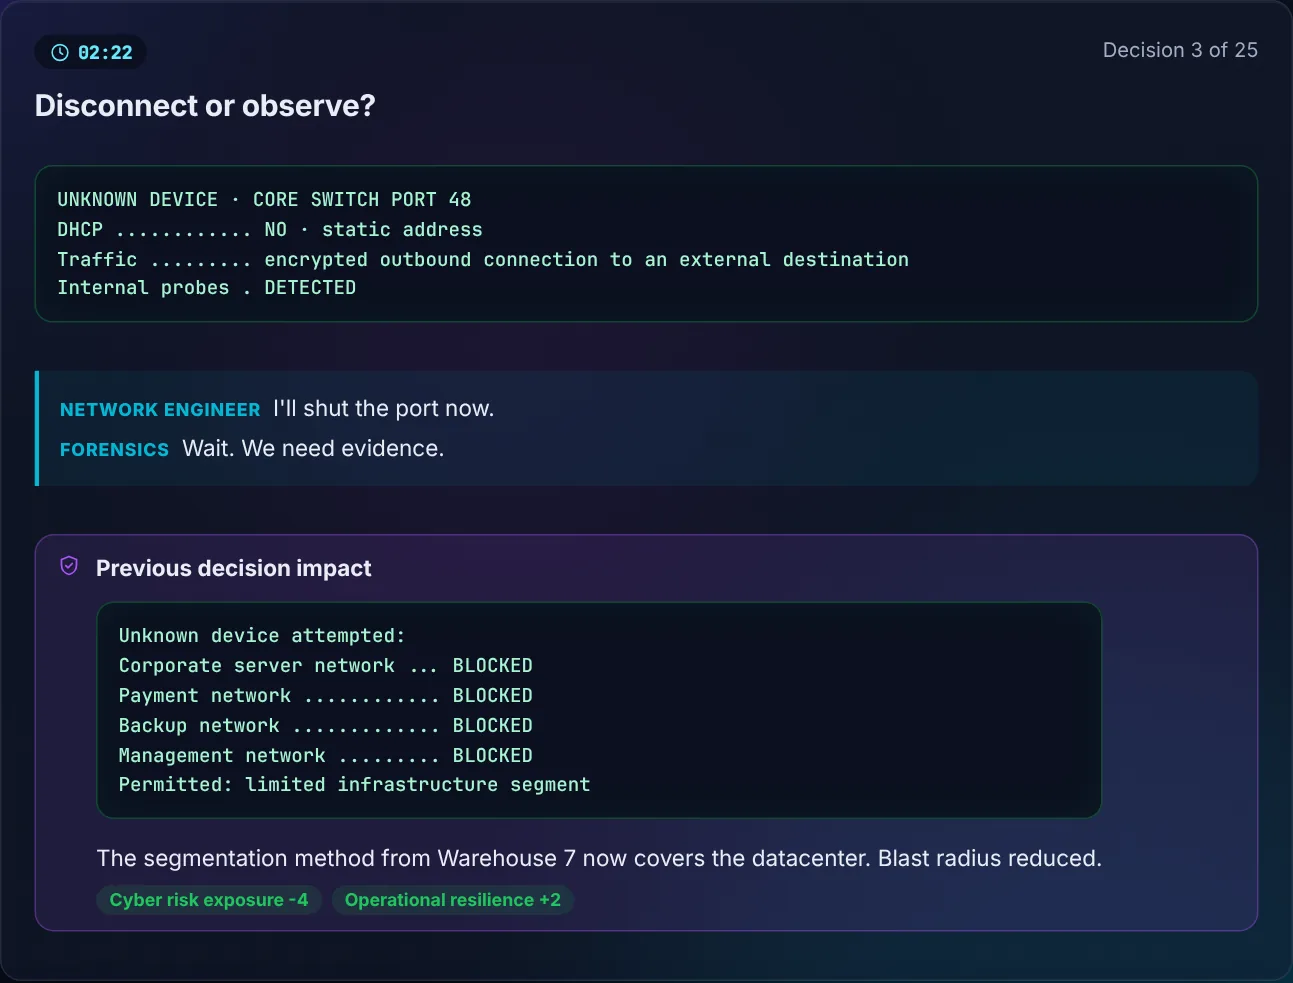 02:22
Decision 3 of 25
Disconnect or observe?
UNKNOWN DEVICE · CORE SWITCH PORT 48
DHCP ............ NO · static address
Traffic ......... encrypted outbound connection to an external destination
Internal probes . DETECTED
NETWORK ENGINEER I'll shut the port now.
FORENSICS Wait. We need evidence.
Previous decision impact
Unknown device attempted:
Corporate server network ... BLOCKED
Payment network ............ BLOCKED
Backup network ............. BLOCKED
Management network ......... BLOCKED
Permitted: limited infrastructure segment
The segmentation method from Warehouse 7 now covers the datacenter. Blast radius reduced.
Cyber risk exposure -4 Operational resilience +2